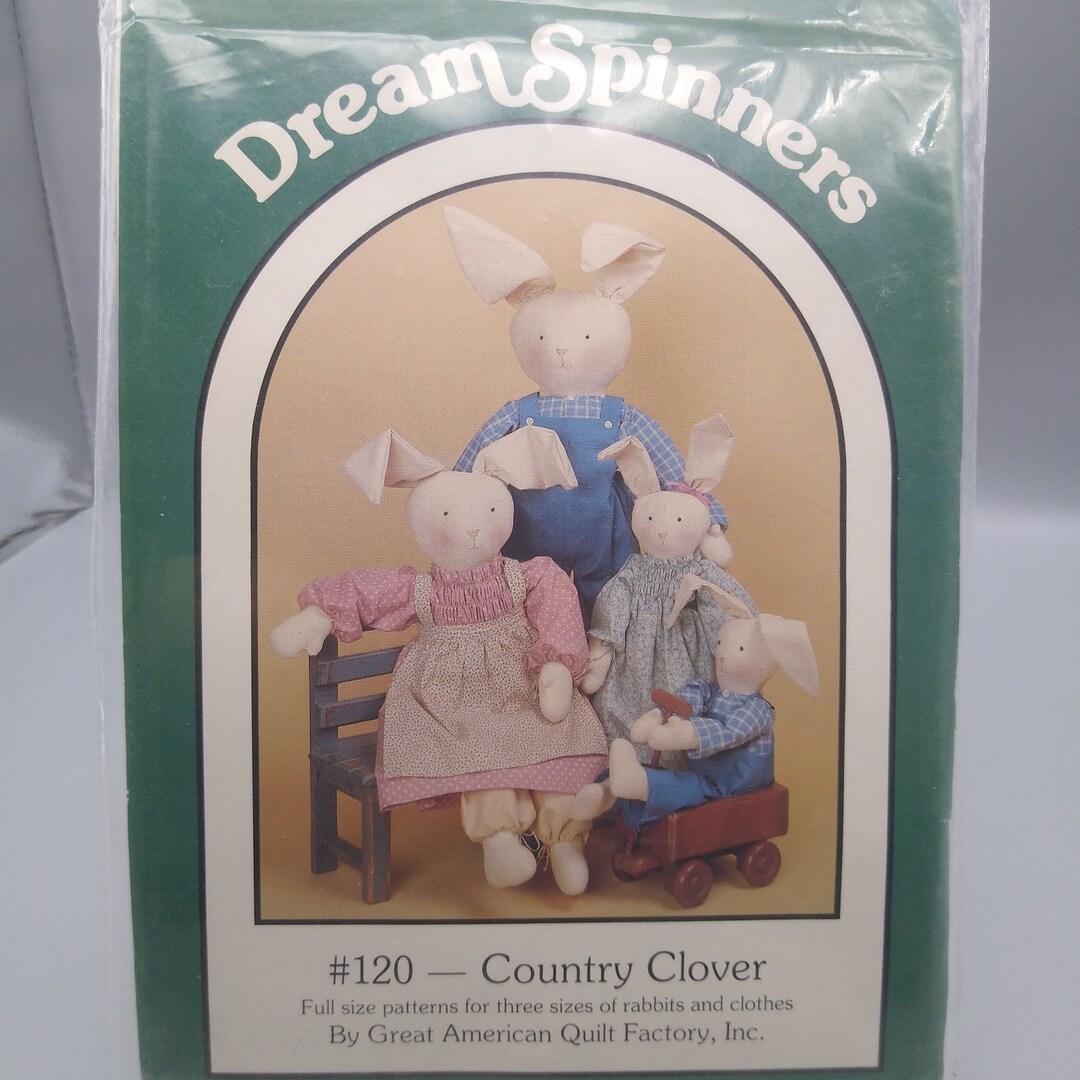 Dream Spinners
#120 — Country Clover
Full size patterns for three sizes of rabbits and clothes
By Great American Quilt Factory, Inc.